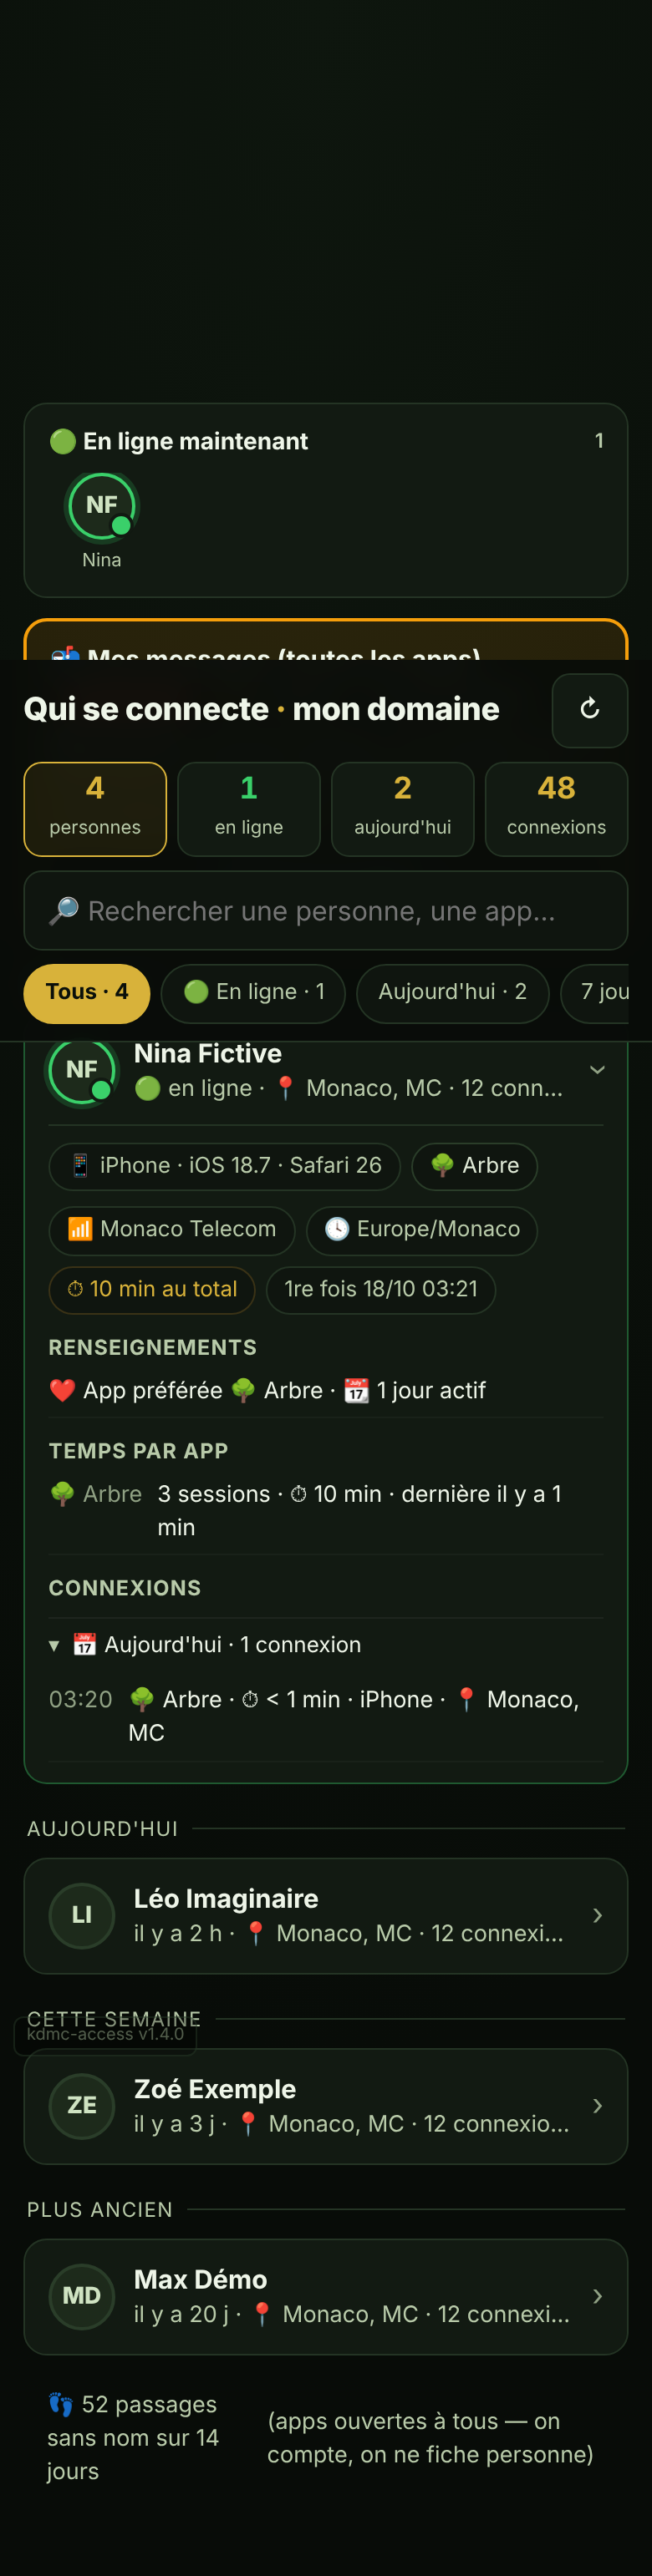 🟢 En ligne maintenant 1
NF
Nina
📬 Mes messages (toutes les apps)
Qui se connecte · mon domaine ↻
4 1 2 48
personnes en ligne aujourd'hui connexions
🔎 Rechercher une personne, une app...
Tous · 4 🟢 En ligne · 1 Aujourd'hui · 2 7 jou
NF Nina Fictive
🟢 en ligne · 📍 Monaco, MC · 12 conn...
📱 iPhone · iOS 18.7 · Safari 26 🌳 Arbre
📶 Monaco Telecom 🕓 Europe/Monaco
⏱ 10 min au total 1re fois 18/10 03:21
RENSEIGNEMENTS
❤️ App préférée 🌳 Arbre · 📆 1 jour actif
TEMPS PAR APP
🌳 Arbre 3 sessions · ⏱ 10 min · dernière il y a 1
min
CONNEXIONS
▾ 📅 Aujourd'hui · 1 connexion
03:20 🌳 Arbre · ⏱ < 1 min · iPhone · 📍 Monaco,
MC
AUJOURD'HUI
LI Léo Imaginaire
il y a 2 h · 📍 Monaco, MC · 12 connexi...
CETTE SEMAINE
kdmc-access v1.4.0
ZE Zoé Exemple
il y a 3 j · 📍 Monaco, MC · 12 connexio...
PLUS ANCIEN
MD Max Démo
il y a 20 j · 📍 Monaco, MC · 12 connexi...
👣 52 passages
sans nom sur 14
jours
(apps ouvertes à tous — on
compte, on ne fiche personne)